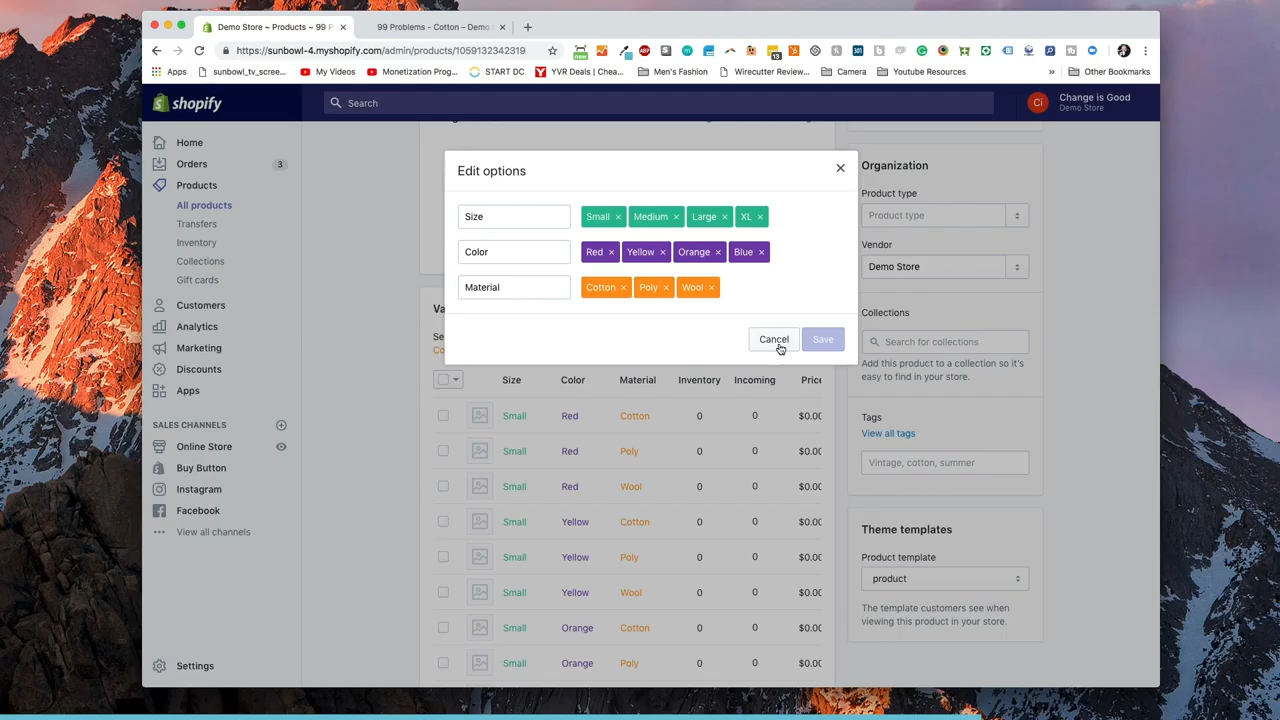 Demo Store ~ Products ~ 99 P
99 Problems - Cotton – Demo
https://sunbowl-4.myshopify.com/admin/products/1059132342319
new
13
Apps
sunbowl_tv_scree...
My Videos
Monetization Prog...
START DC
YVR Deals | Chea...
Men's Fashion
Wirecutter Review...
Camera
Youtube Resources
»
Other Bookmarks
shopify
Search
Ci
Change is Good
Demo Store
Home
Orders
3
Products
All products
Transfers
Inventory
Collections
Gift cards
Customers
Analytics
Marketing
Discounts
Apps
SALES CHANNELS
Online Store
Buy Button
Instagram
Facebook
View all channels
Settings
Edit options
Size
Small
Medium
Large
XL
Color
Red
Yellow
Orange
Blue
Material
Cotton
Poly
Wool
Cancel
Save
Size Color Material Inventory Incoming Price
Small Red Cotton 0 0 $0.00
Small Red Poly 0 0 $0.00
Small Red Wool 0 0 $0.00
Small Yellow Cotton 0 0 $0.00
Small Yellow Poly 0 0 $0.00
Small Yellow Wool 0 0 $0.00
Small Orange Cotton 0 0 $0.00
Small Orange Poly 0 0 $0.00
Organization
Product type
Product type
Vendor
Demo Store
Collections
Search for collections
Add this product to a collection so it's
easy to find in your store.
Tags
View all tags
Vintage, cotton, summer
Theme templates
Product template
product
The template customers see when
viewing this product in your store.